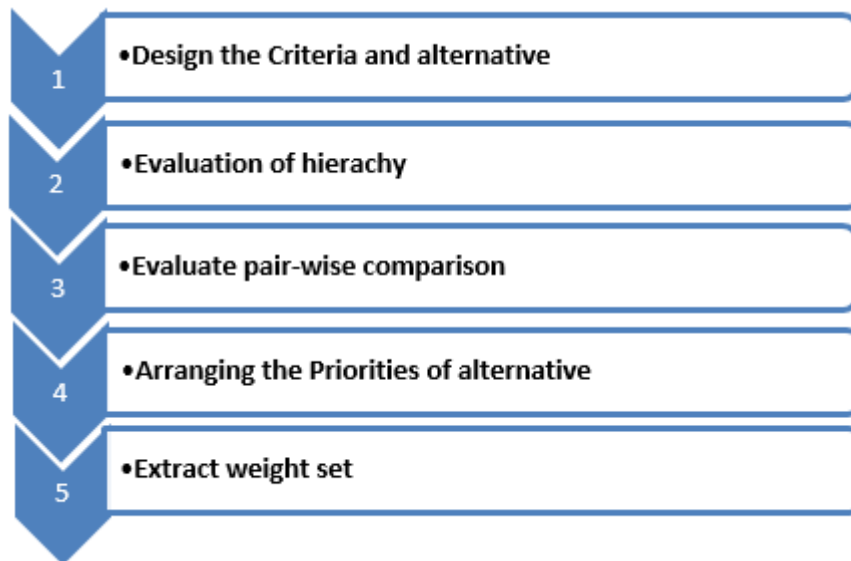 1
•Design the Criteria and alternative
2
•Evaluation of hierachy
3
•Evaluate pair-wise comparison
4
•Arranging the Priorities of alternative
5
•Extract weight set